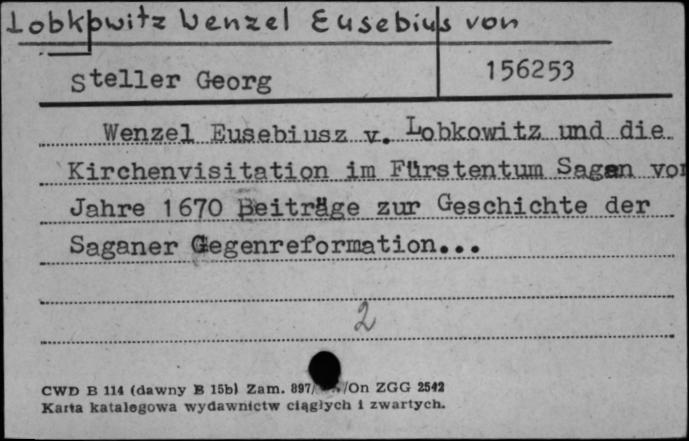 Lobkowitz Wenzel Eusebius von
Steller Georg
156253
Wenzel Eusebiusz v. Lobkowitz und die
Kirchenvisitation im Fürstentum Sagan vo
Jahre 1670 Beiträge zur Geschichte der
Saganer Gegenreformation...
2
CWD B 114 (dawny B 15b) Zam. 897/ /On ZGG 2542
Karta katalogowa wydawnictw ciągłych i zwartych.